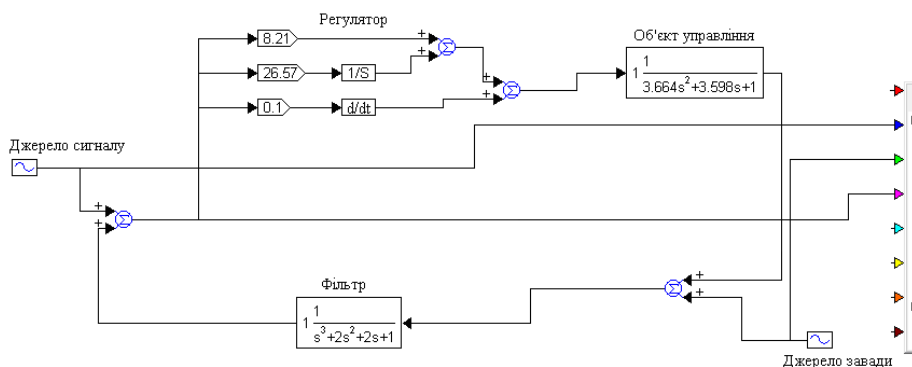 Регулятор
8.21
+
+
Σ
Об'єкт управління
26.57
1/S
+
+
Σ
1
1
3.664s²+3.598s+1
0.1
d/dt
Джерело сигналу
+
+
Σ
Фільтр
1
1
s³+2s²+2s+1
+
+
Σ
Джерело завади